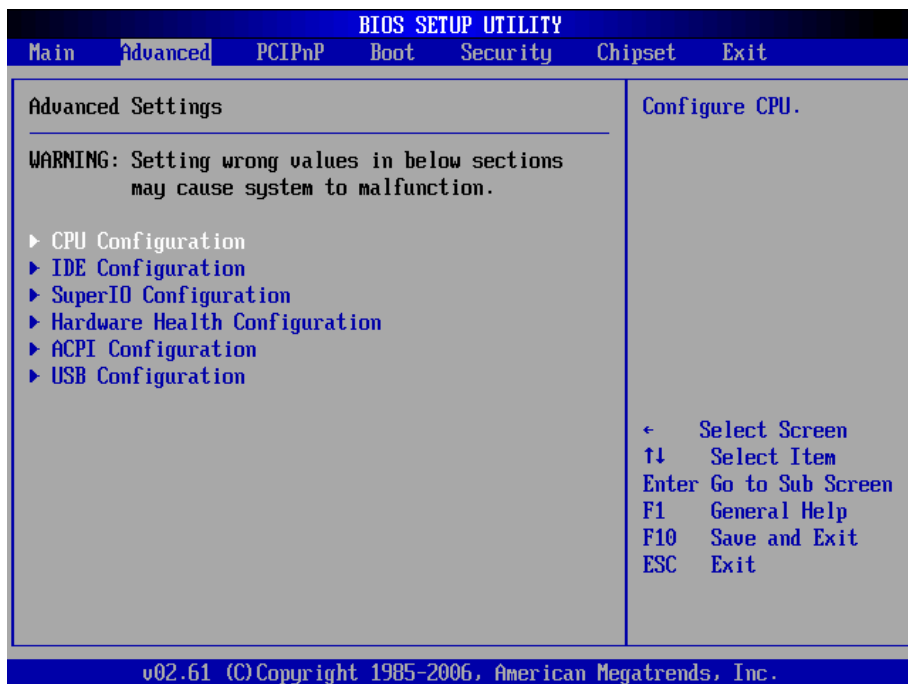 BIOS SETUP UTILITY
Main Advanced PCIPnP Boot Security Chipset Exit
Advanced Settings
WARNING: Setting wrong values in below sections
may cause system to malfunction.
▶ CPU Configuration
▶ IDE Configuration
▶ SuperIO Configuration
▶ Hardware Health Configuration
▶ ACPI Configuration
▶ USB Configuration
Configure CPU.
← Select Screen
↑↓ Select Item
Enter Go to Sub Screen
F1 General Help
F10 Save and Exit
ESC Exit
v02.61 (C)Copyright 1985-2006, American Megatrends, Inc.